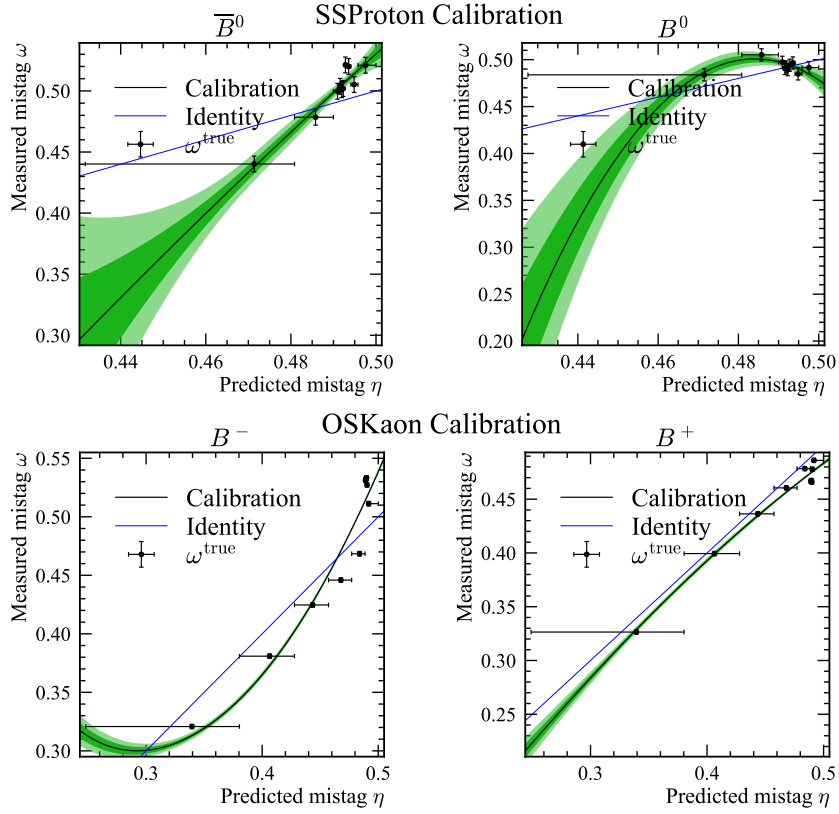 SSProton Calibration
B̅⁰
B⁰
Measured mistag ω
0.50
0.45
0.40
0.35
0.30
Calibration
Identity
ω^true
0.44
0.46
0.48
0.50
Predicted mistag η
Measured mistag ω
0.50
0.45
0.40
0.35
0.30
0.25
0.20
Calibration
Identity
ω^true
0.44
0.46
0.48
0.50
Predicted mistag η
OSKaon Calibration
B⁻
B⁺
Measured mistag ω
0.55
0.50
0.45
0.40
0.35
0.30
Calibration
Identity
ω^true
0.3
0.4
0.5
Predicted mistag η
Measured mistag ω
0.45
0.40
0.35
0.30
0.25
Calibration
Identity
ω^true
0.3
0.4
0.5
Predicted mistag η